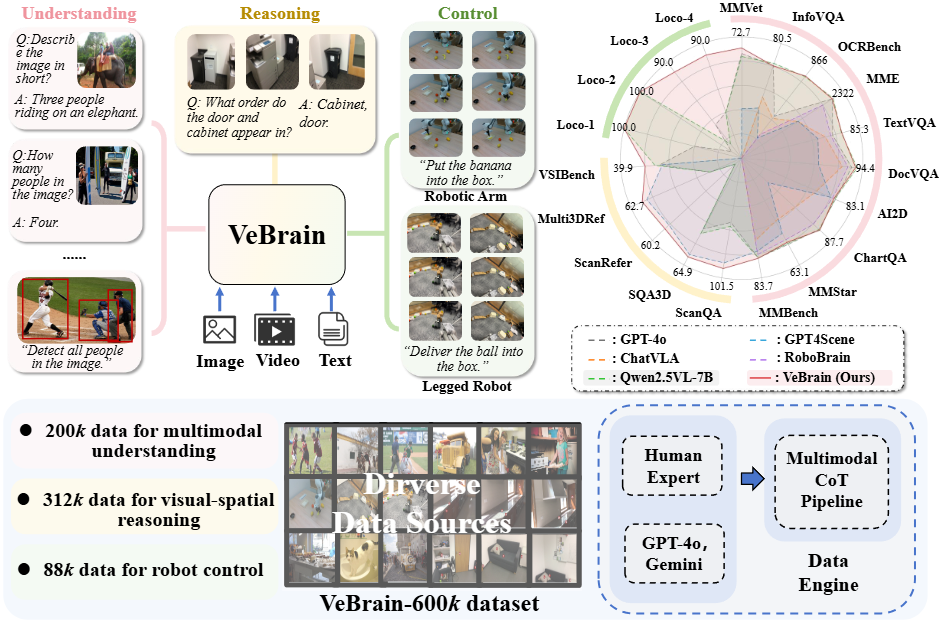 Understanding
Reasoning
Control
Q:Describ
e the
image in
short?
A: Three people
riding on an elephant.
Q:How
many
people in
the image?
A: Four.
......
“Detect all people
in the image.”
Q: What order do
the door and
cabinet appear in?
A: Cabinet,
door.
VeBrain
Image
Video
Text
“Put the banana
into the box.”
Robotic Arm
“Deliver the ball into
the box.”
Legged Robot
MMVet
72.7
InfoVQA
80.5
OCRBench
866
MME
2322
TextVQA
85.3
DocVQA
94.4
AI2D
83.1
ChartQA
87.7
MMStar
63.1
MMBench
83.7
ScanQA
101.5
SQA3D
64.9
ScanRefer
60.2
Multi3DRef
62.7
VSIBench
39.9
Loco-1
100.0
Loco-2
100.0
Loco-3
90.0
Loco-4
90.0
: GPT-4o
: GPT4Scene
: ChatVLA
: RoboBrain
: Qwen2.5VL-7B
: VeBrain (Ours)
● 200k data for multimodal
understanding
● 312k data for visual-spatial
reasoning
● 88k data for robot control
Dirverse
Data Sources
VeBrain-600k dataset
Human
Expert
GPT-4o,
Gemini
Multimodal
CoT
Pipeline
Data
Engine